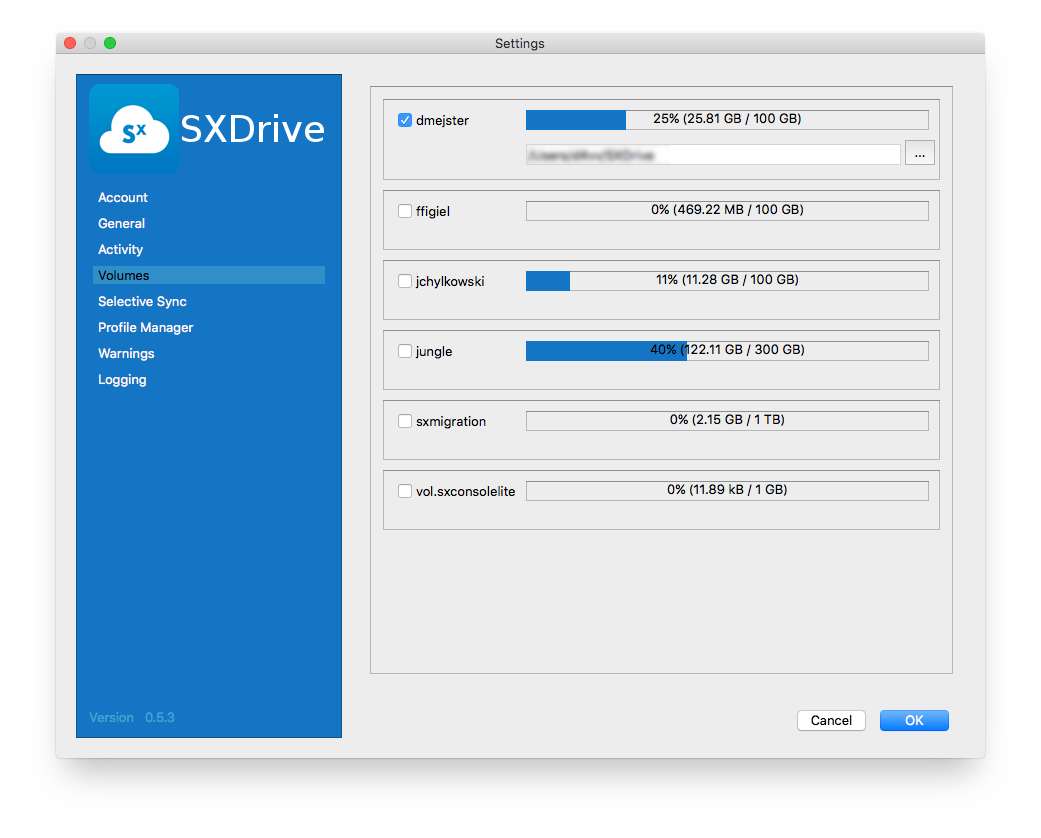 Settings
Sx SXDrive
Account
General
Activity
Volumes
Selective Sync
Profile Manager
Warnings
Logging
Version 0.5.3
dmejster 25% (25.81 GB / 100 GB)
...
ffigiel 0% (469.22 MB / 100 GB)
jchylkowski 11% (11.28 GB / 100 GB)
jungle 40% (122.11 GB / 300 GB)
sxmigration 0% (2.15 GB / 1 TB)
vol.sxconsolelite 0% (11.89 kB / 1 GB)
Cancel OK